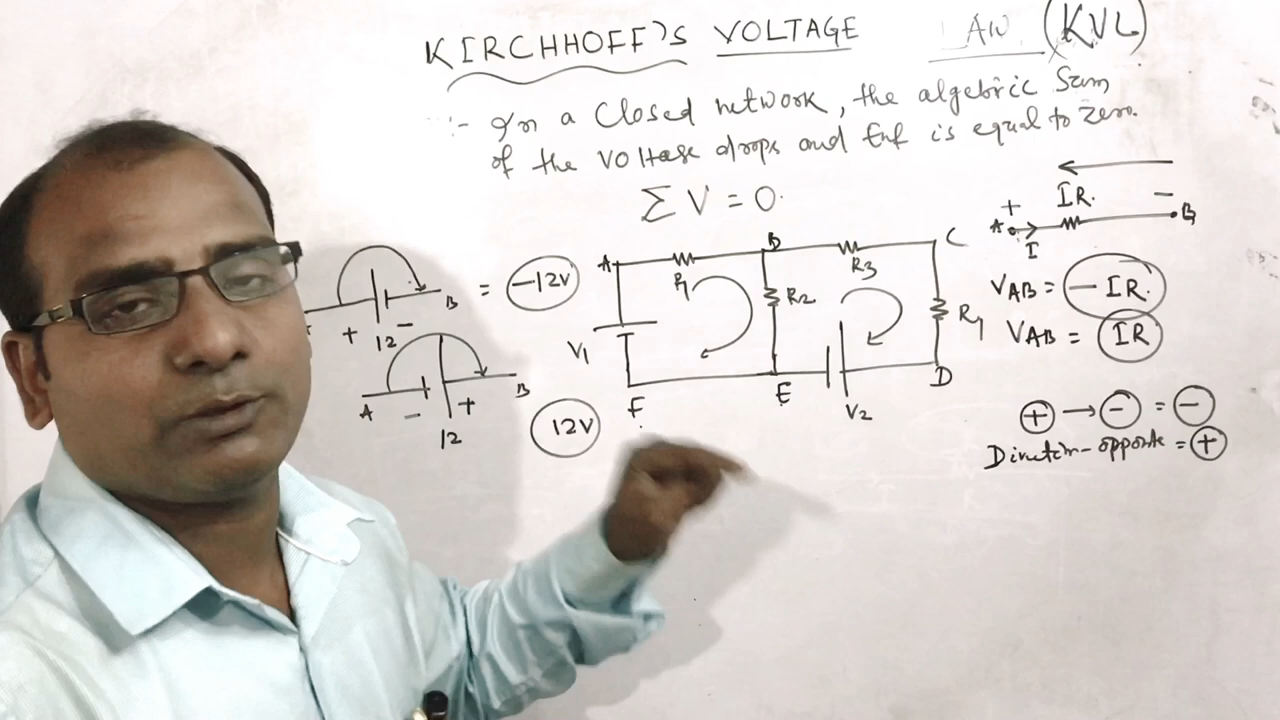 KIRCHHOFF'S VOLTAGE LAW (KVL)
:- In a Closed network, the algebric Sum
of the Voltage drops and Emf is equal to zero.
∑ V = 0.
+ 12 - B = -12V
A - 12 + B 12V
A R1 B R3 C
V1 R2 R4
F E V2 D
+ IR. -
A I B
VAB = - IR.
VAB = IR
+ → - = -
Direction-opposite = +